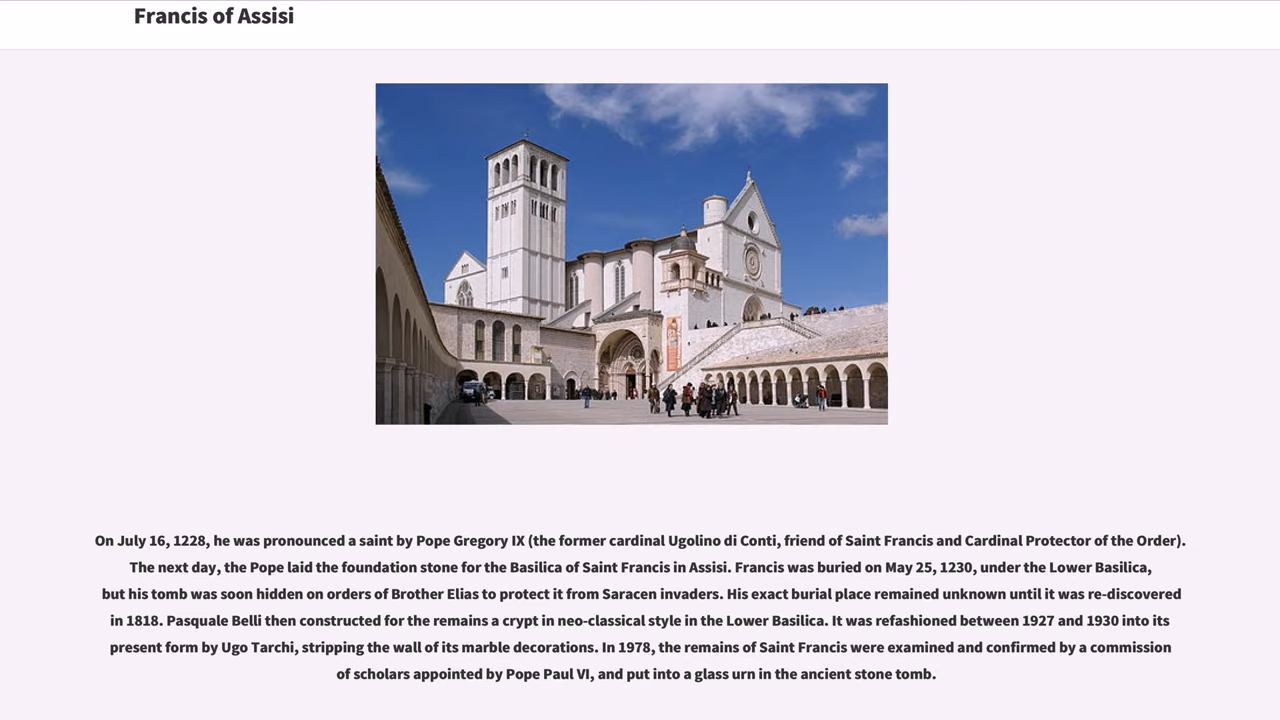 Francis of Assisi
On July 16, 1228, he was pronounced a saint by Pope Gregory IX (the former cardinal Ugolino di Conti, friend of Saint Francis and Cardinal Protector of the Order).
The next day, the Pope laid the foundation stone for the Basilica of Saint Francis in Assisi. Francis was buried on May 25, 1230, under the Lower Basilica,
but his tomb was soon hidden on orders of Brother Elias to protect it from Saracen invaders. His exact burial place remained unknown until it was re-discovered
in 1818. Pasquale Belli then constructed for the remains a crypt in neo-classical style in the Lower Basilica. It was refashioned between 1927 and 1930 into its
present form by Ugo Tarchi, stripping the wall of its marble decorations. In 1978, the remains of Saint Francis were examined and confirmed by a commission
of scholars appointed by Pope Paul VI, and put into a glass urn in the ancient stone tomb.